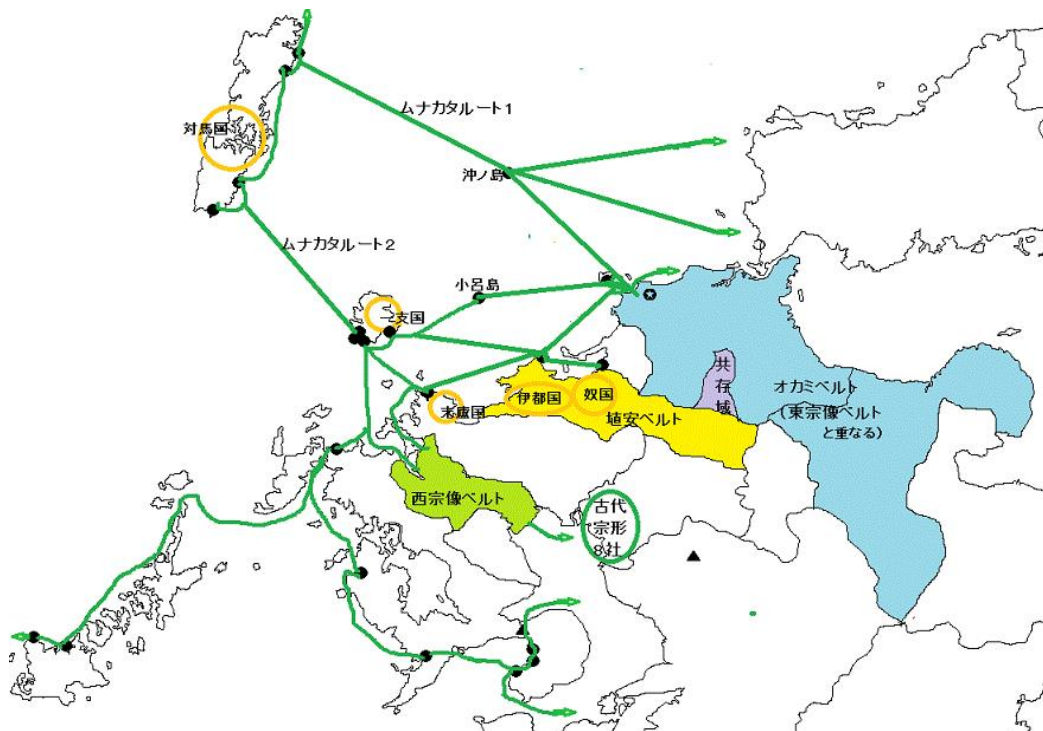 ムナカタルート1
対馬国
沖ノ島
ムナカタルート2
小呂島
一支国
共存域
オカミベルト
(東宗像ベルト
と重なる)
伊都国
奴国
末盧国
埴安ベルト
西宗像ベルト
古代
宗形
8社